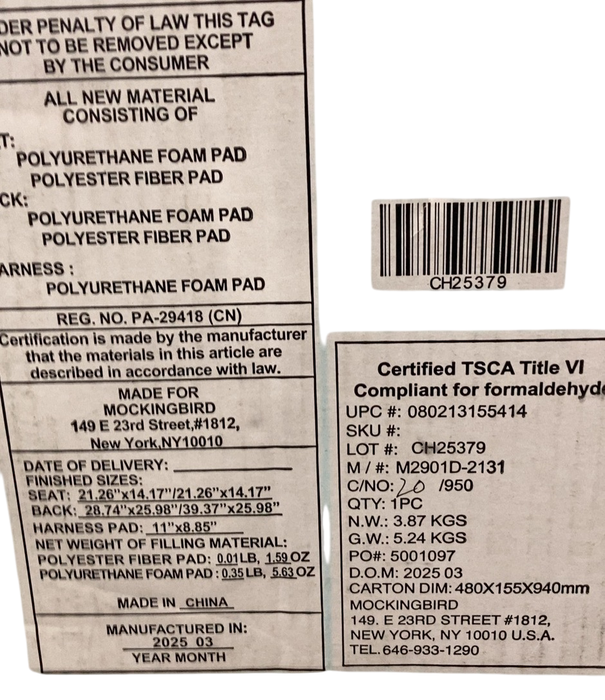 DER PENALTY OF LAW THIS TAG
NOT TO BE REMOVED EXCEPT
BY THE CONSUMER
ALL NEW MATERIAL
CONSISTING OF
T:
POLYURETHANE FOAM PAD
POLYESTER FIBER PAD
CK:
POLYURETHANE FOAM PAD
POLYESTER FIBER PAD
ARNESS :
POLYURETHANE FOAM PAD
REG. NO. PA-29418 (CN)
Certification is made by the manufacturer
that the materials in this article are
described in accordance with law.
MADE FOR
MOCKINGBIRD
149 E 23rd Street,#1812,
New York,NY10010
DATE OF DELIVERY:
FINISHED SIZES:
SEAT: 21.26"x14.17"/21.26"x14.17"
BACK: 28.74"x25.98"/39.37"x25.98"
HARNESS PAD: 11"x8.85"
NET WEIGHT OF FILLING MATERIAL:
POLYESTER FIBER PAD: 0.01LB, 1.59OZ
POLYURETHANE FOAM PAD : 0.35LB, 5.63OZ
MADE IN CHINA
MANUFACTURED IN:
2025 03
YEAR MONTH
CH25379
Certified TSCA Title VI
Compliant for formaldehyde
UPC #: 080213155414
SKU #:
LOT #: CH25379
M / #: M2901D-2131
C/NO: 20 /950
QTY: 1PC
N.W.: 3.87 KGS
G.W.: 5.24 KGS
PO#: 5001097
D.O.M: 2025 03
CARTON DIM: 480X155X940mm
MOCKINGBIRD
149. E 23RD STREET #1812,
NEW YORK, NY 10010 U.S.A.
TEL. 646-933-1290